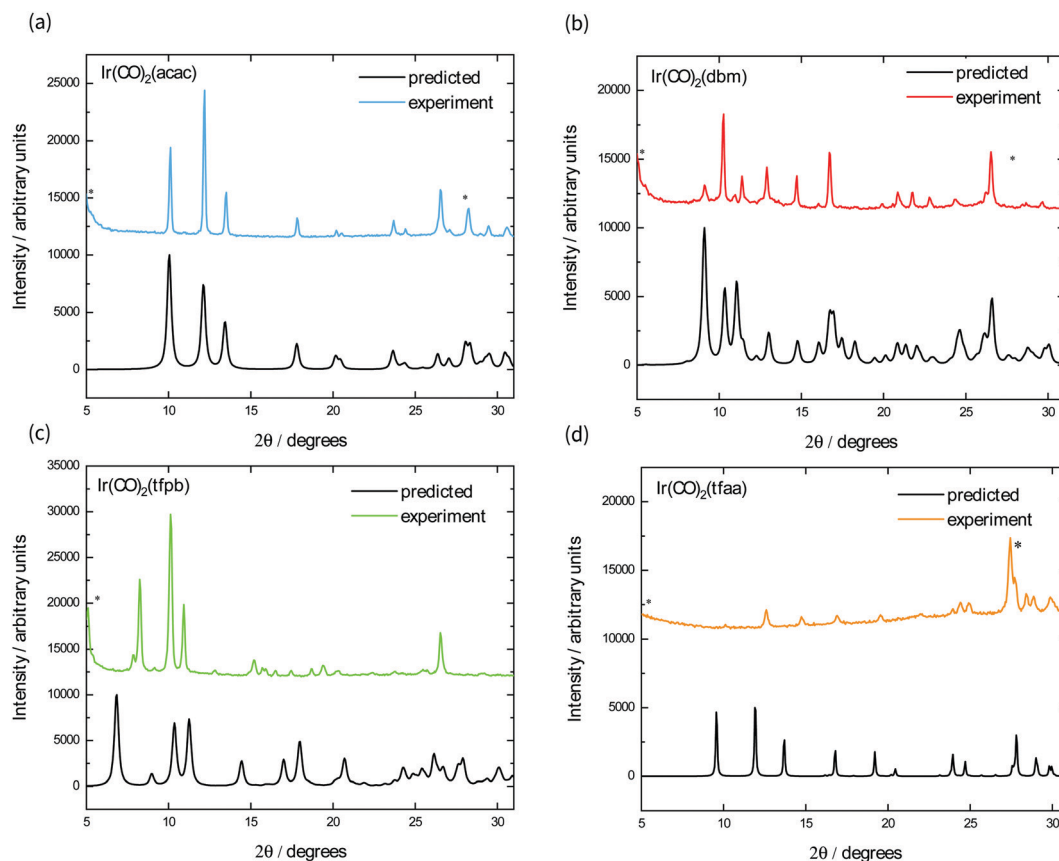 (a)
Ir(CO)2(acac)
predicted
experiment
25000
20000
15000
10000
5000
0
*
*
Intensity / arbitrary units
5 10 15 20 25 30
2θ / degrees
(b)
Ir(CO)2(dbm)
predicted
experiment
20000
15000
10000
5000
0
*
*
Intensity / arbitrary units
5 10 15 20 25 30
2θ / degrees
(c)
Ir(CO)2(tfpb)
predicted
experiment
35000
30000
25000
20000
15000
10000
5000
0
*
Intensity / arbitrary units
5 10 15 20 25 30
2θ / degrees
(d)
Ir(CO)2(tfaa)
predicted
experiment
20000
15000
10000
5000
0
*
*
Intensity / arbitrary units
5 10 15 20 25 30
2θ / degrees